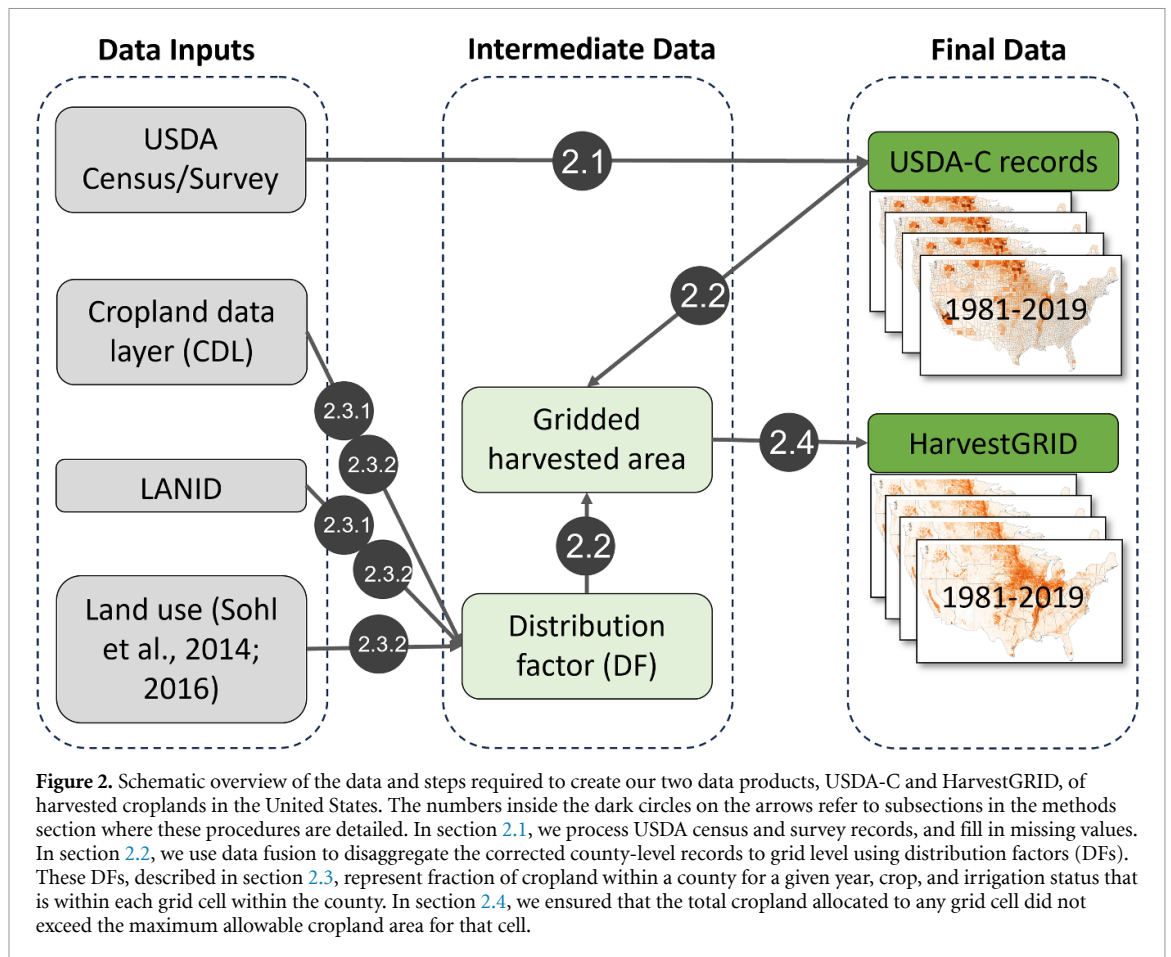 Data Inputs
Intermediate Data
Final Data
USDA
Census/Survey
2.1
USDA-C records
1981-2019
2.2
Cropland data
layer (CDL)
2.3.1
2.3.2
LANID
2.3.1
2.3.2
Land use (Sohl
et al., 2014;
2016)
2.3.2
Gridded
harvested area
2.4
HarvestGRID
1981-2019
2.2
Distribution
factor (DF)
Figure 2. Schematic overview of the data and steps required to create our two data products, USDA-C and HarvestGRID, of
harvested croplands in the United States. The numbers inside the dark circles on the arrows refer to subsections in the methods
section where these procedures are detailed. In section 2.1, we process USDA census and survey records, and fill in missing values.
In section 2.2, we use data fusion to disaggregate the corrected county-level records to grid level using distribution factors (DFs).
These DFs, described in section 2.3, represent fraction of cropland within a county for a given year, crop, and irrigation status that
is within each grid cell within the county. In section 2.4, we ensured that the total cropland allocated to any grid cell did not
exceed the maximum allowable cropland area for that cell.